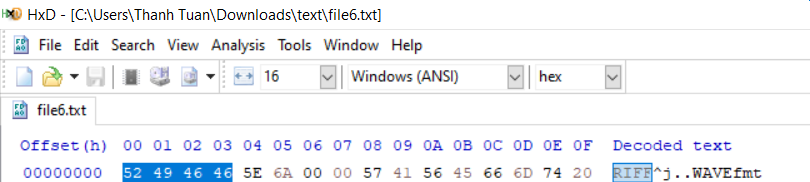 HxD - [C:\Users\Thanh Tuan\Downloads\text\file6.txt]
File Edit Search View Analysis Tools Window Help
16 Windows (ANSI) hex
file6.txt
Offset(h) 00 01 02 03 04 05 06 07 08 09 0A 0B 0C 0D 0E 0F Decoded text
00000000 52 49 46 46 5E 6A 00 00 57 41 56 45 66 6D 74 20 RIFF^j..WAVEfmt